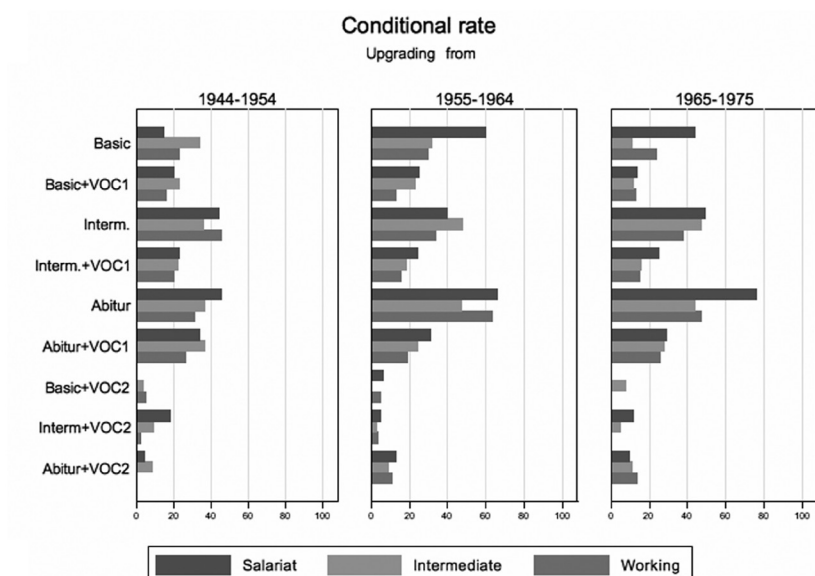 Conditional rate
Upgrading from
1944-1954 1955-1964 1965-1975
Basic
Basic+VOC1
Interm.
Interm.+VOC1
Abitur
Abitur+VOC1
Basic+VOC2
Interm+VOC2
Abitur+VOC2
0 20 40 60 80 100 0 20 40 60 80 100 0 20 40 60 80 100
Salariat Intermediate Working